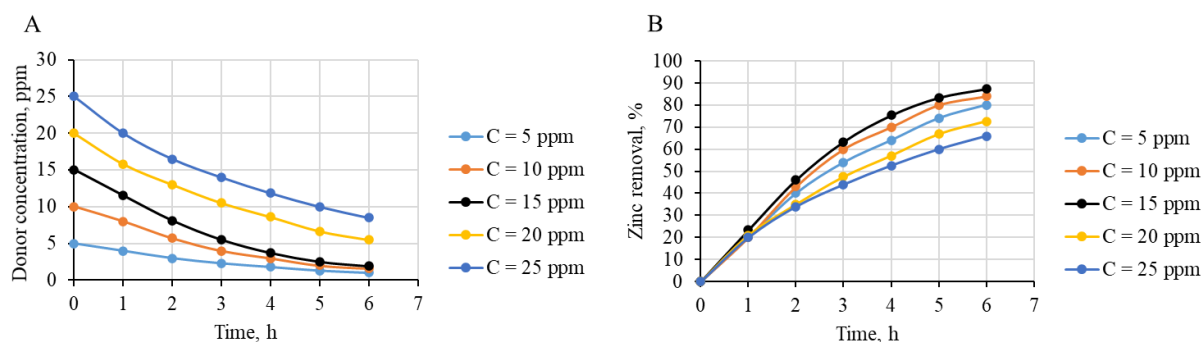 A
Donor concentration, ppm
30
25
20
15
10
5
0
0 1 2 3 4 5 6 7
Time, h
C = 5 ppm
C = 10 ppm
C = 15 ppm
C = 20 ppm
C = 25 ppm
B
Zinc removal, %
100
90
80
70
60
50
40
30
20
10
0
0 1 2 3 4 5 6 7
Time, h
C = 5 ppm
C = 10 ppm
C = 15 ppm
C = 20 ppm
C = 25 ppm